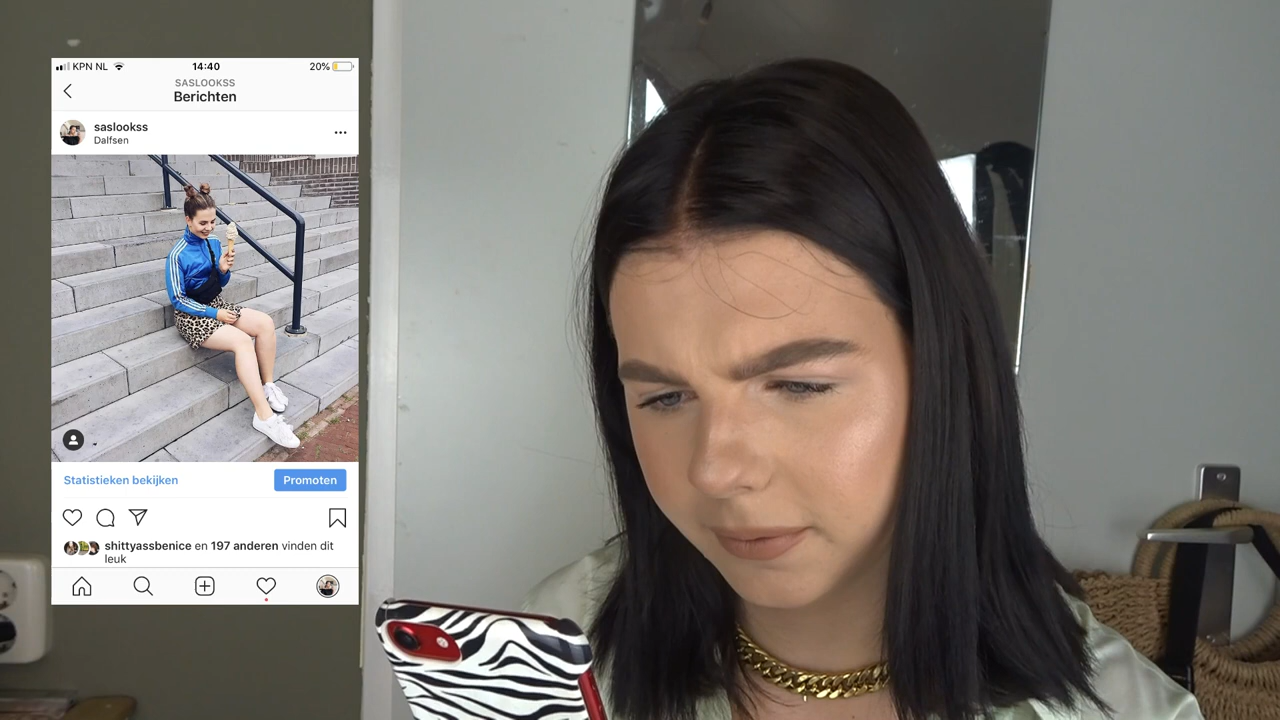 KPN NL 14:40 20%
SASLOOKSS
Berichten
saslookss
Dalfsen
Statistieken bekijken Promoten
shittyassbenice en 197 anderen vinden dit
leuk